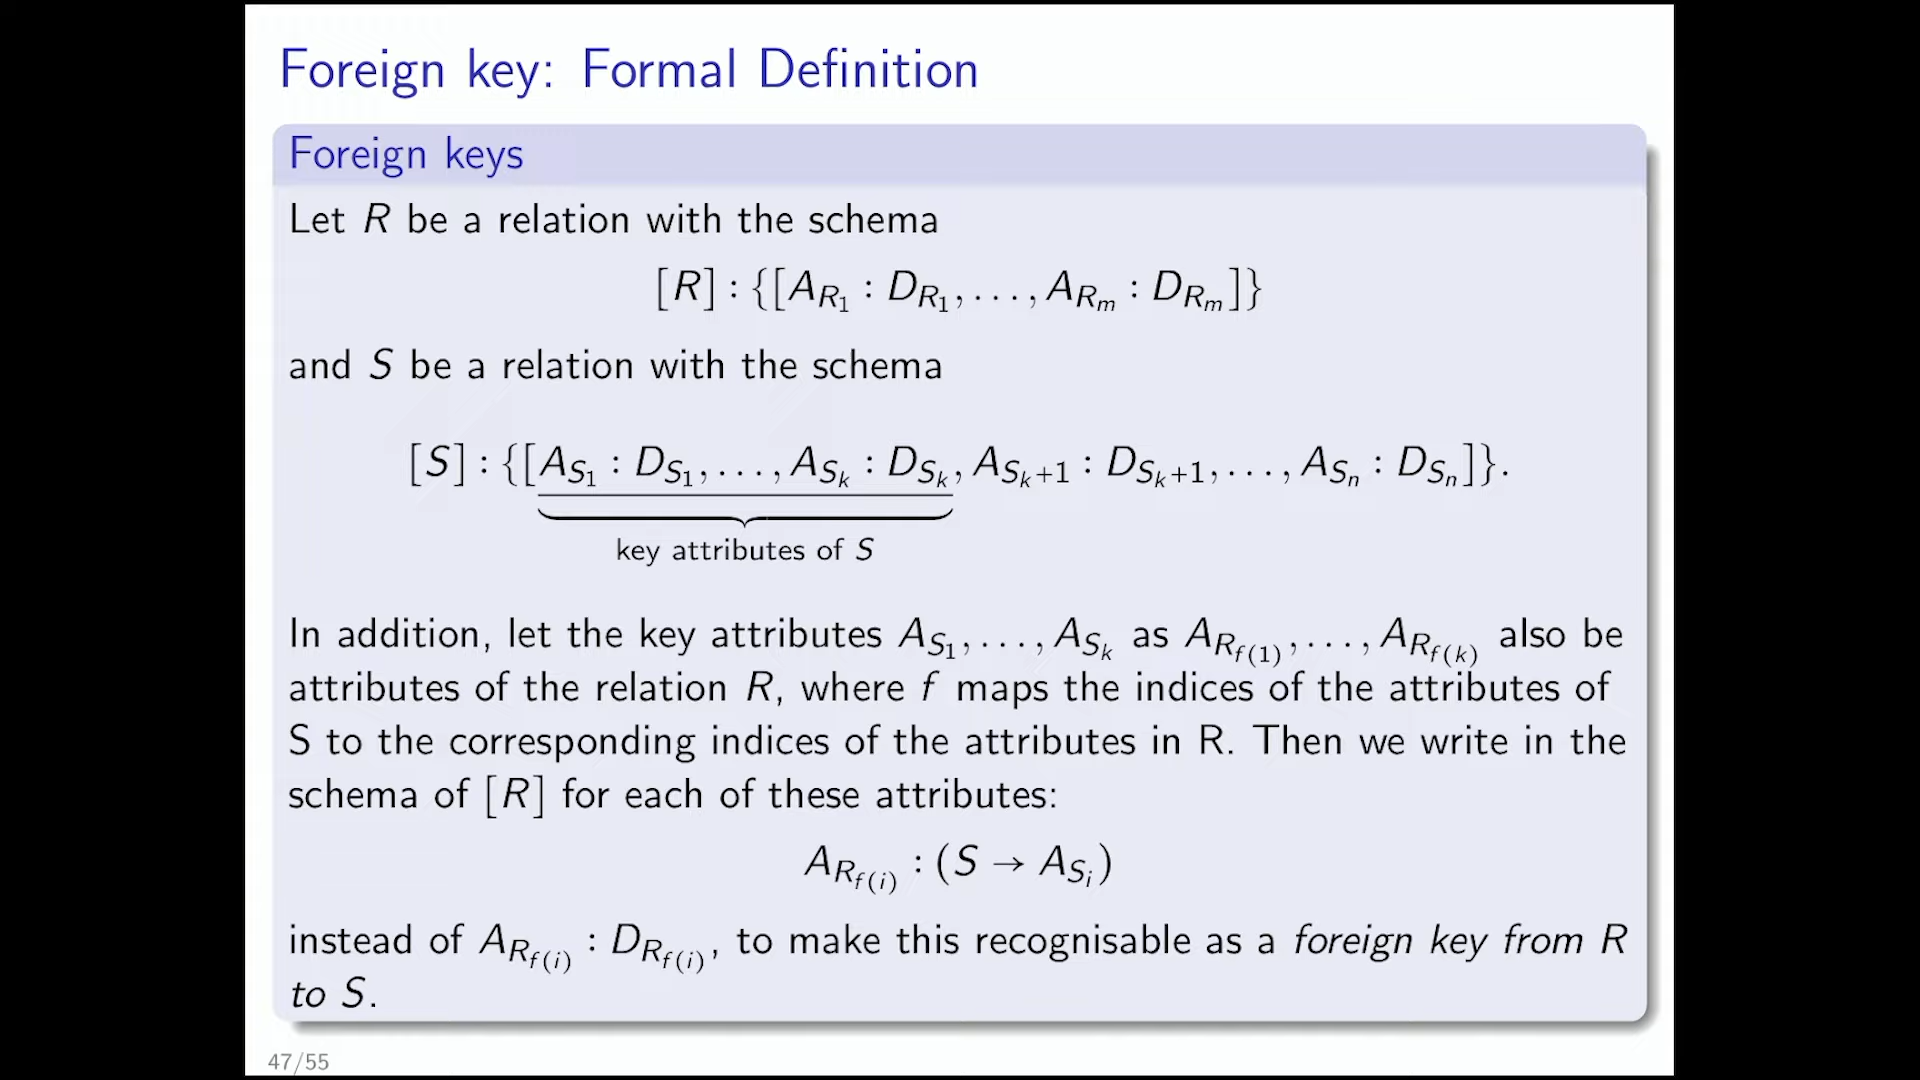 Foreign key: Formal Definition
Foreign keys
Let R be a relation with the schema
[R] : {[A_{R_1} : D_{R_1}, . . . , A_{R_m} : D_{R_m}]}
and S be a relation with the schema
[S] : {[A_{S_1} : D_{S_1}, . . . , A_{S_k} : D_{S_k}, A_{S_k+1} : D_{S_k+1}, . . . , A_{S_n} : D_{S_n}]}.
key attributes of S
In addition, let the key attributes A_{S_1}, . . . , A_{S_k} as A_{R_{f(1)}}, . . . , A_{R_{f(k)}} also be
attributes of the relation R, where f maps the indices of the attributes of
S to the corresponding indices of the attributes in R. Then we write in the
schema of [R] for each of these attributes:
A_{R_{f(i)}} : (S → A_{S_i})
instead of A_{R_{f(i)}} : D_{R_{f(i)}}, to make this recognisable as a foreign key from R
to S.
47/55